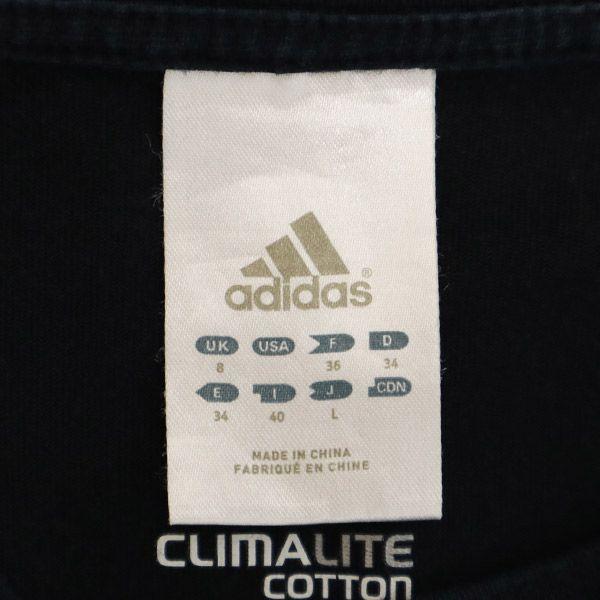 adidas®
UK USA F D
8 36 34
E I J CDN
34 40 L
MADE IN CHINA
FABRIQUÉ EN CHINE
CLIMALITE
COTTON